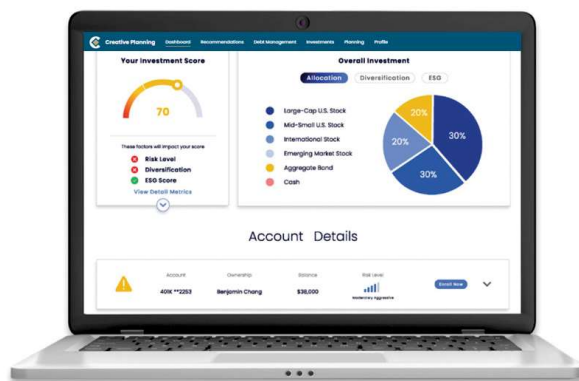 Creative Planning Dashboard Recommendations Debt Management Investments Planning Profile
Your Investment Score
70
These factors will impact your score
Risk Level
Diversification
ESG Score
View Detail Metrics
Overall Investment
Allocation Diversification ESG
Large-Cap U.S. Stock
Mid-Small U.S. Stock
International Stock
Emerging Market Stock
Aggregate Bond
Cash
20%
30%
20%
30%
Account Details
Account Ownership Balance Risk Level
401K **2253 Benjamin Chang $38,000 Moderately Aggressive
Enroll Now